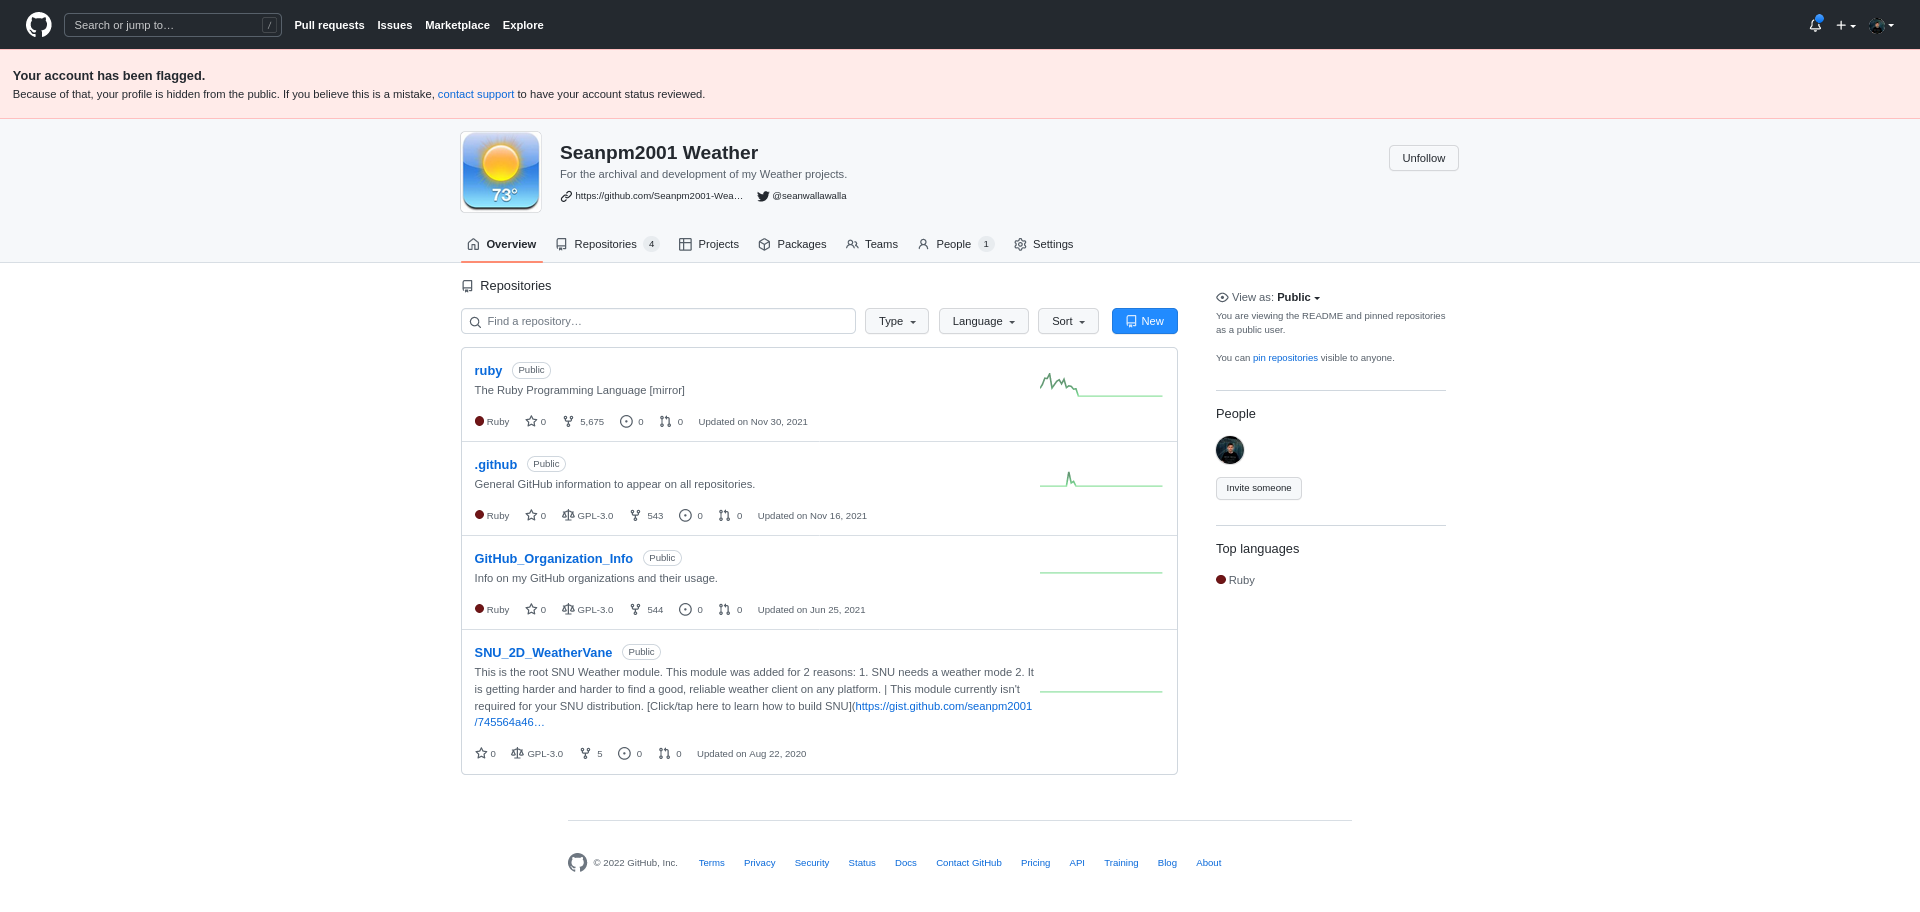 Search or jump to… /
Pull requests Issues Marketplace Explore
Your account has been flagged.
Because of that, your profile is hidden from the public. If you believe this is a mistake, contact support to have your account status reviewed.
73°
Seanpm2001 Weather
For the archival and development of my Weather projects.
https://github.com/Seanpm2001-Wea… @seanwallawalla
Unfollow
Overview Repositories 4 Projects Packages Teams People 1 Settings
Repositories
Find a repository…
Type Language Sort New
ruby Public
The Ruby Programming Language [mirror]
Ruby 0 5,675 0 0 Updated on Nov 30, 2021
.github Public
General GitHub information to appear on all repositories.
Ruby 0 GPL-3.0 543 0 0 Updated on Nov 16, 2021
GitHub_Organization_Info Public
Info on my GitHub organizations and their usage.
Ruby 0 GPL-3.0 544 0 0 Updated on Jun 25, 2021
SNU_2D_WeatherVane Public
This is the root SNU Weather module. This module was added for 2 reasons: 1. SNU needs a weather mode 2. It
is getting harder and harder to find a good, reliable weather client on any platform. | This module currently isn't
required for your SNU distribution. [Click/tap here to learn how to build SNU](https://gist.github.com/seanpm2001
/745564a46…
0 GPL-3.0 5 0 0 Updated on Aug 22, 2020
View as: Public
You are viewing the README and pinned repositories
as a public user.
You can pin repositories visible to anyone.
People
Invite someone
Top languages
Ruby
© 2022 GitHub, Inc. Terms Privacy Security Status Docs Contact GitHub Pricing API Training Blog About